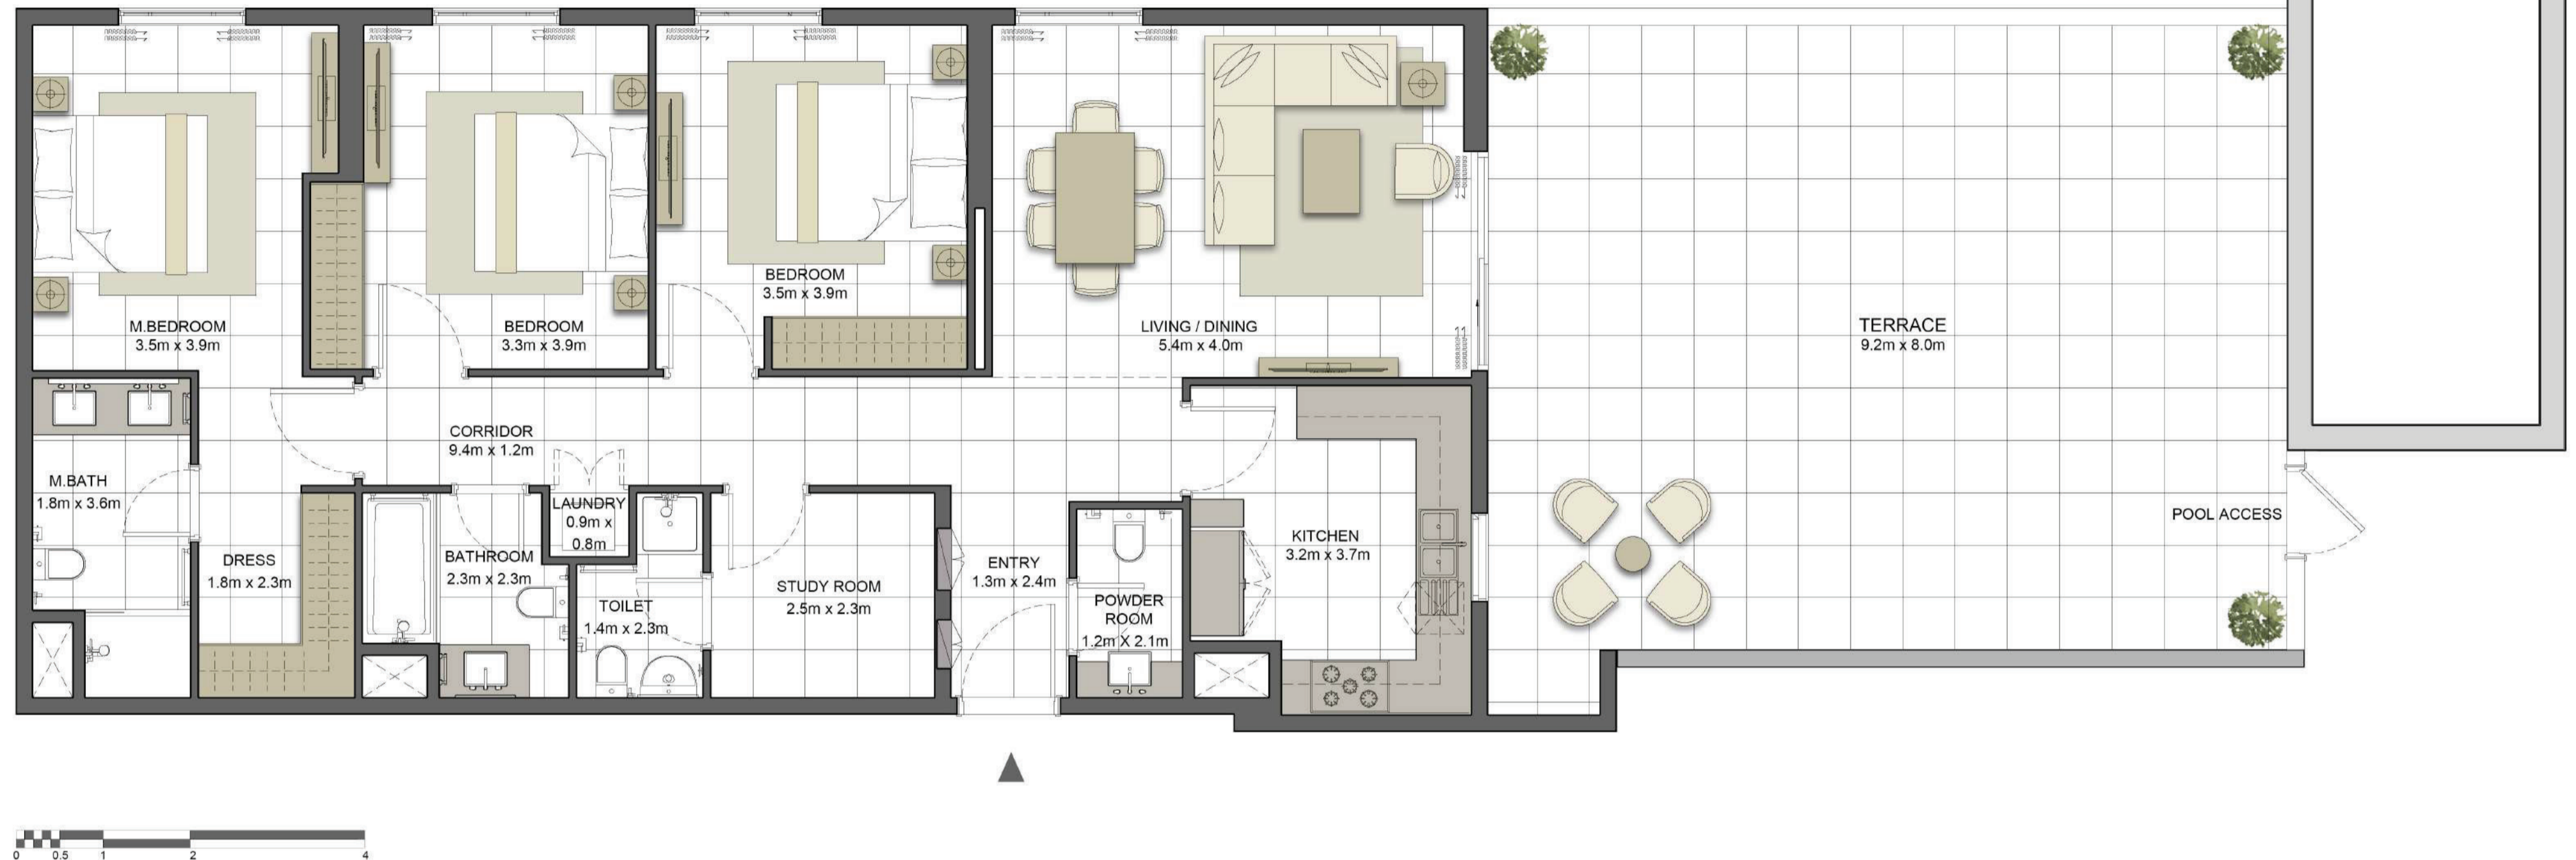 BEDROOM
3.5m x 3.9m
M.BEDROOM
3.5m x 3.9m
BEDROOM
3.3m x 3.9m
LIVING / DINING
5.4m x 4.0m
TERRACE
9.2m x 8.0m
CORRIDOR
9.4m x 1.2m
M.BATH
1.8m x 3.6m
LAUNDRY
0.9m x
0.8m
POOL ACCESS
DRESS
1.8m x 2.3m
BATHROOM
2.3m x 2.3m
TOILET
1.4m x 2.3m
STUDY ROOM
2.5m x 2.3m
ENTRY
1.3m x 2.4m
POWDER
ROOM
1.2m X 2.1m
KITCHEN
3.2m x 3.7m
0 0.5 1 2 4